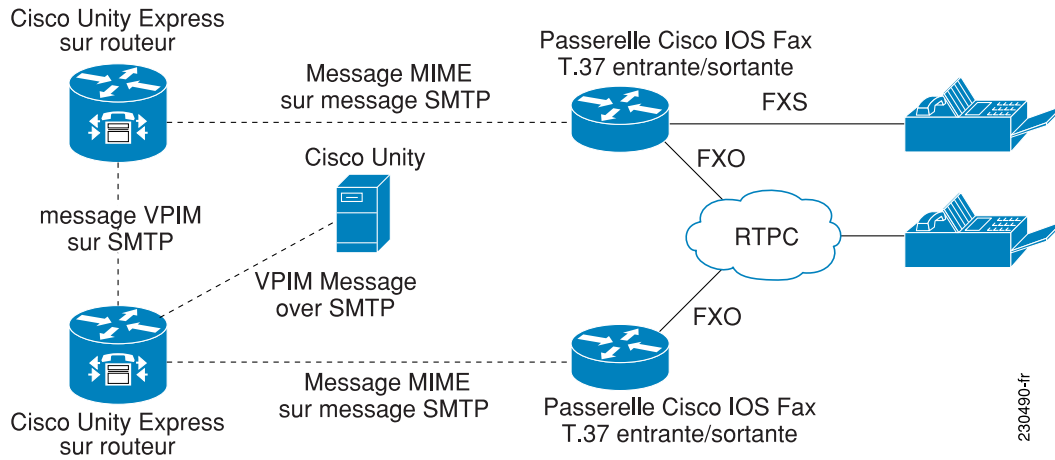 Cisco Unity Express
sur routeur
Passerelle Cisco IOS Fax
T.37 entrante/sortante
Message MIME
sur message SMTP
FXS
Cisco Unity
FXO
message VPIM
sur SMTP
RTPC
VPIM Message
over SMTP
FXO
Message MIME
sur message SMTP
Cisco Unity Express
sur routeur
Passerelle Cisco IOS Fax
T.37 entrante/sortante
230490-fr